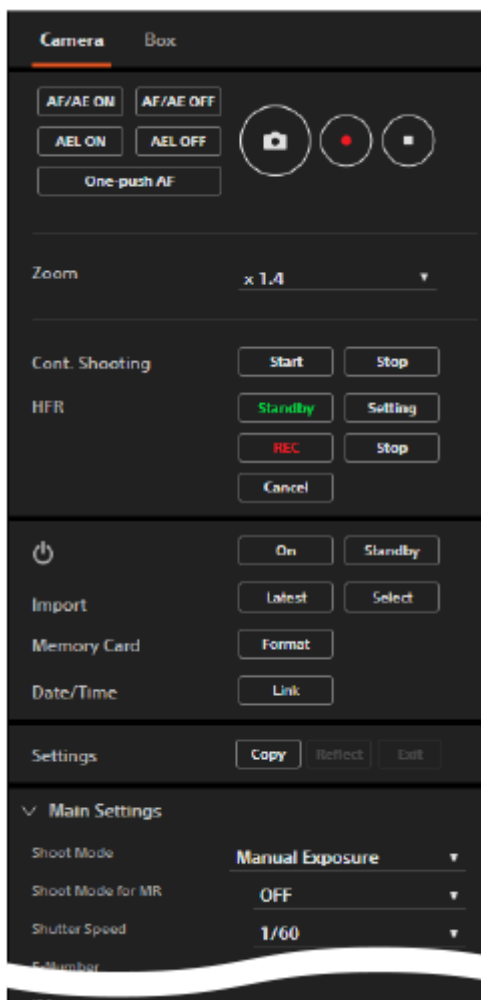 Camera Box
AF/AE ON AF/AE OFF
AEL ON AEL OFF
One-push AF
Zoom x 1.4
Cont. Shooting Start Stop
HFR Standby Setting
REC Stop
Cancel
On Standby
Import Latest Select
Memory Card Format
Date/Time Link
Settings Copy Reflect Exit
Main Settings
Shoot Mode Manual Exposure
Shoot Mode for MR OFF
Shutter Speed 1/60
F-Number